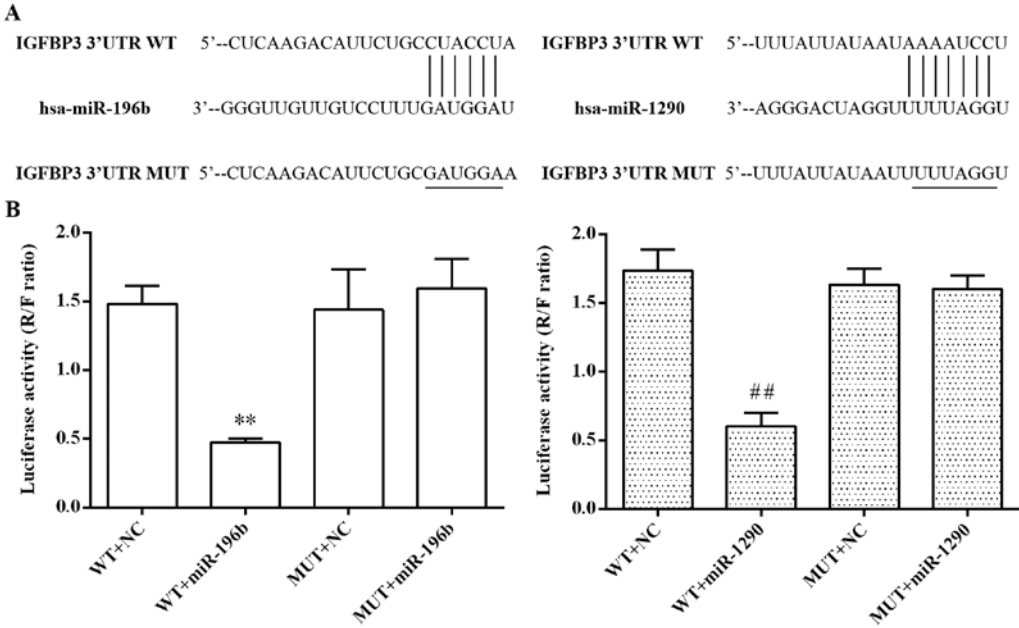 A
IGFBP3 3'UTR WT 5'--CUCAAGACAUUCUGCCUACCUA
hsa-miR-196b 3'--GGGUUGUUGUCCUUUGAUGGAU
IGFBP3 3'UTR MUT 5'--CUCAAGACAUUCUGCGAUGGAA
IGFBP3 3'UTR WT 5'--UUUAUUAUAAUAAAAUCCU
hsa-miR-1290 3'--AGGGACUAGGUUUUUAGGU
IGFBP3 3'UTR MUT 5'--UUUAUUAUAAUUUUUAGGU
B
Luciferase activity (R/F ratio)
2.0
1.5
1.0
0.5
0.0
**
WT+NC
WT+miR-196b
MUT+NC
MUT+miR-196b
Luciferase activity (R/F ratio)
2.0
1.5
1.0
0.5
0.0
##
WT+NC
WT+miR-1290
MUT+NC
MUT+miR-1290